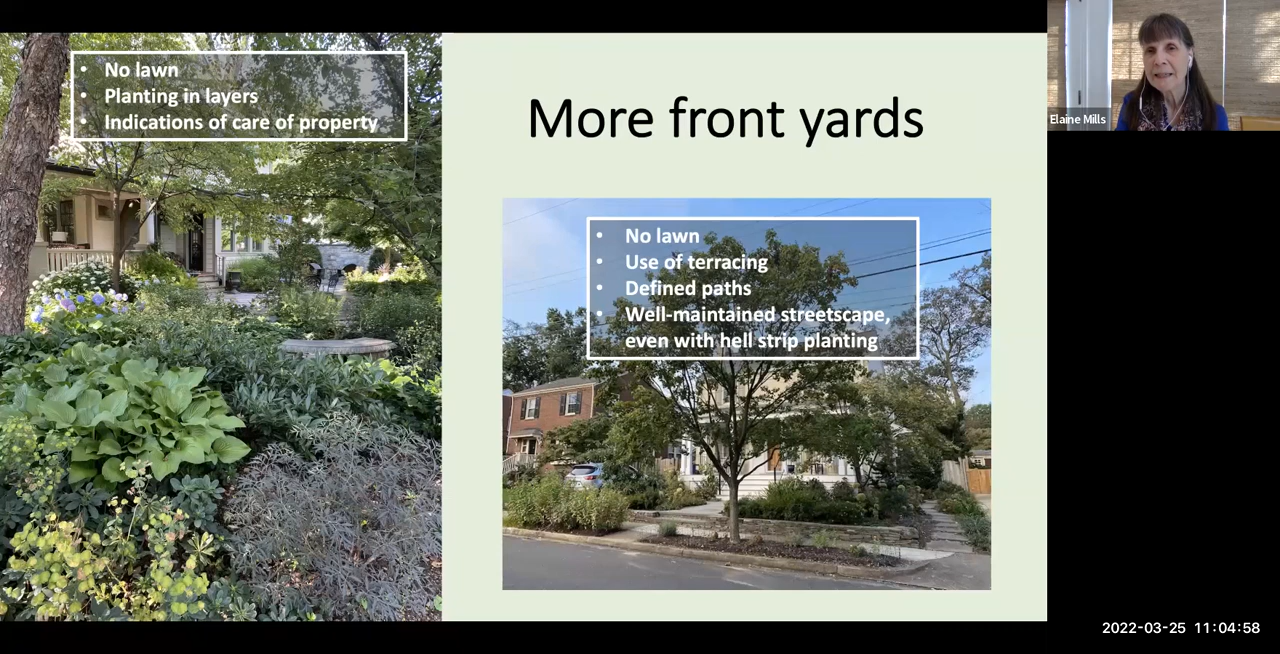 • No lawn
• Planting in layers
• Indications of care of property
More front yards
• No lawn
• Use of terracing
• Defined paths
• Well-maintained streetscape,
even with hell strip planting
Elaine Mills
2022-03-25 11:04:58